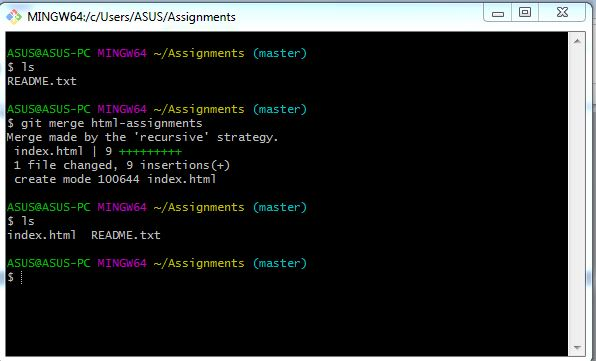 MINGW64:/c/Users/ASUS/Assignments
ASUS@ASUS-PC MINGW64 ~/Assignments (master)
$ ls
README.txt
ASUS@ASUS-PC MINGW64 ~/Assignments (master)
$ git merge html-assignments
Merge made by the 'recursive' strategy.
 index.html | 9 +++++++++
 1 file changed, 9 insertions(+)
 create mode 100644 index.html
ASUS@ASUS-PC MINGW64 ~/Assignments (master)
$ ls
index.html  README.txt
ASUS@ASUS-PC MINGW64 ~/Assignments (master)
$